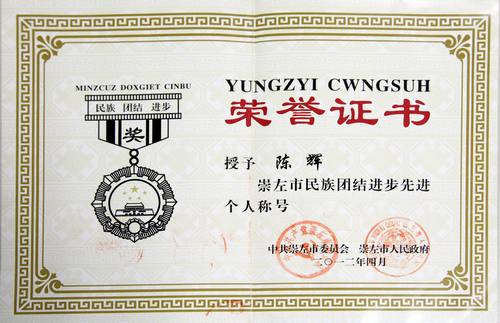 MINZCUZ DOXGIET CINBU
民族 团结 进步
奖
YUNGZYI CWNGSUH
荣誉证书
授予 陈辉
崇左市民族团结进步先进
个人称号
中共崇左市委员会 崇左市人民政府
二〇一二年四月